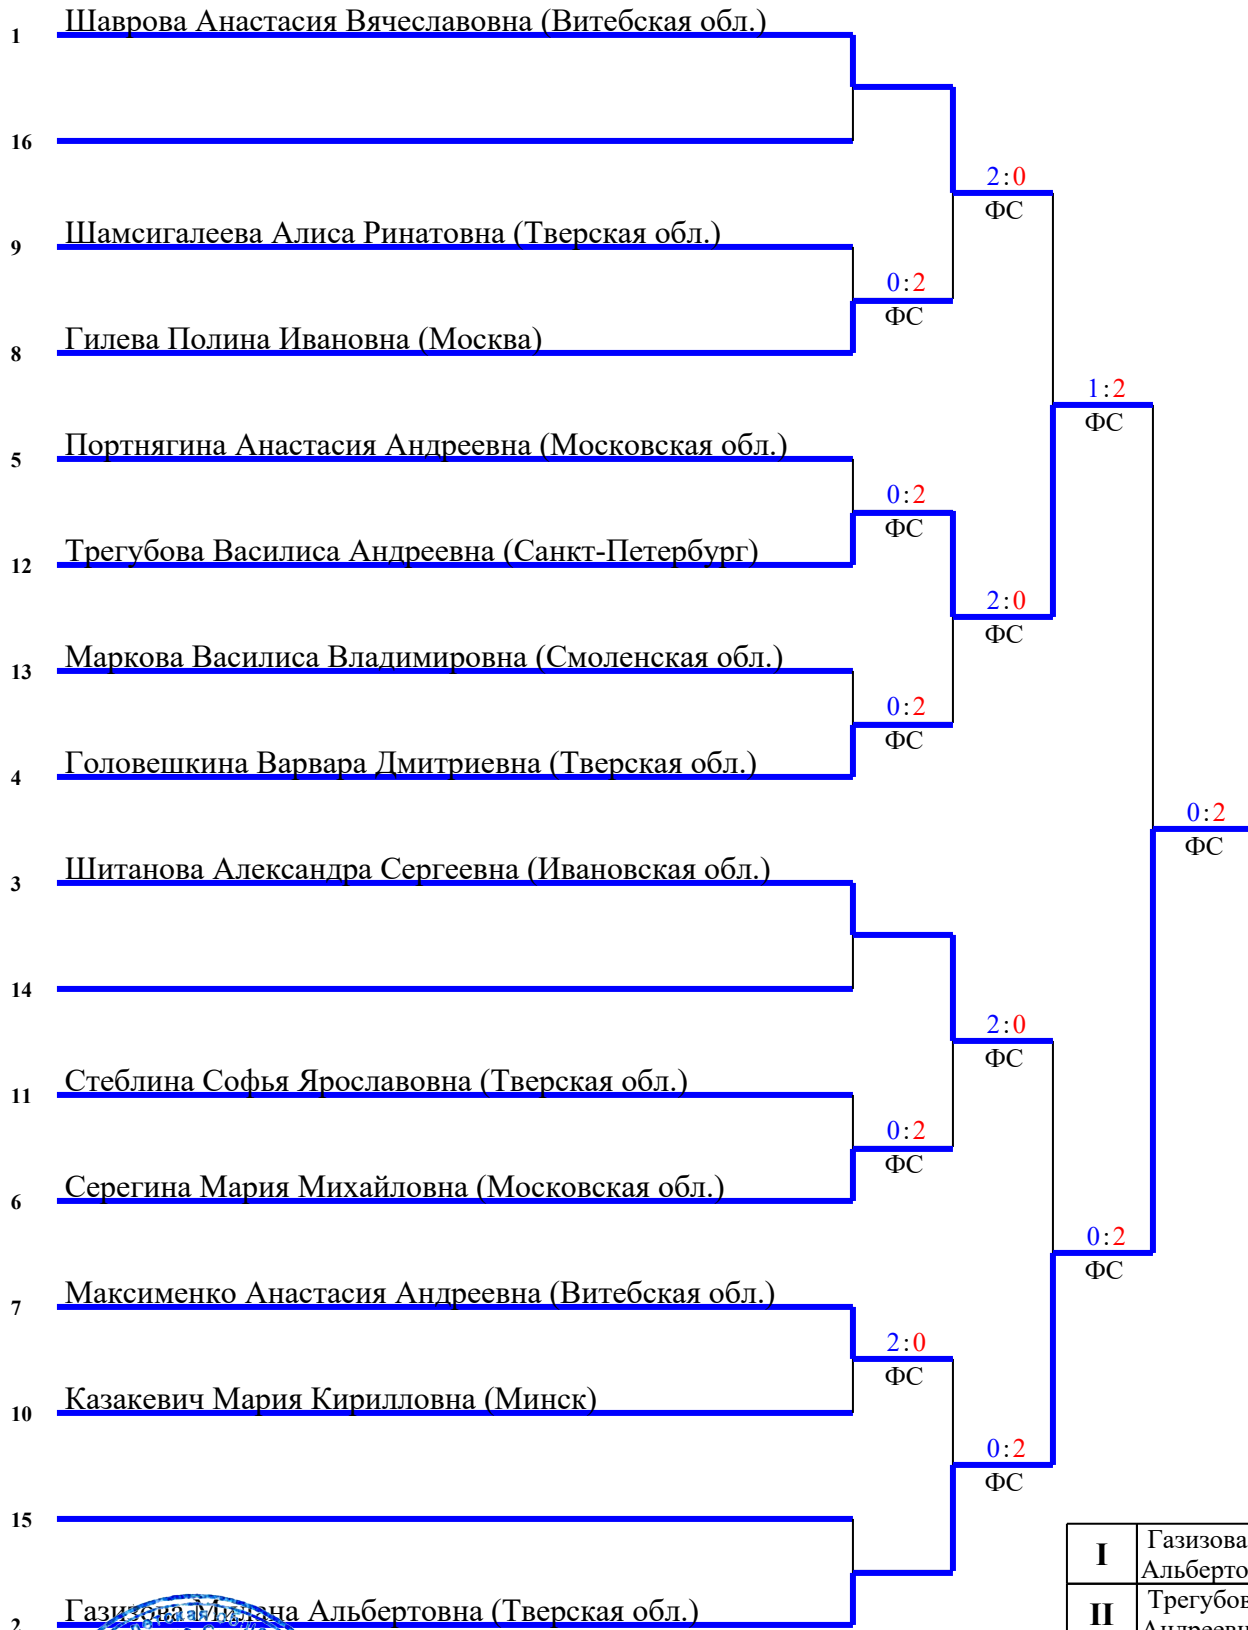 1 Шаврова Анастасия Вячеславовна (Витебская обл.)
16
2:0
ФС
9 Шамсигалеева Алиса Ринатовна (Тверская обл.)
0:2
ФС
8 Гилева Полина Ивановна (Москва)
1:2
ФС
5 Портнягина Анастасия Андреевна (Московская обл.)
0:2
ФС
12 Трегубова Василиса Андреевна (Санкт-Петербург)
2:0
ФС
13 Маркова Василиса Владимировна (Смоленская обл.)
0:2
ФС
4 Головешкина Варвара Дмитриевна (Тверская обл.)
0:2
ФС
3 Шитанова Александра Сергеевна (Ивановская обл.)
14
2:0
ФС
11 Стеблина Софья Ярославовна (Тверская обл.)
0:2
ФС
6 Серегина Мария Михайловна (Московская обл.)
0:2
ФС
7 Максименко Анастасия Андреевна (Витебская обл.)
2:0
ФС
10 Казакевич Мария Кирилловна (Минск)
0:2
ФС
15
I Газизова
Альберто
2 Газизова Милана Альбертовна (Тверская обл.)
II Трегубов
Андреевн